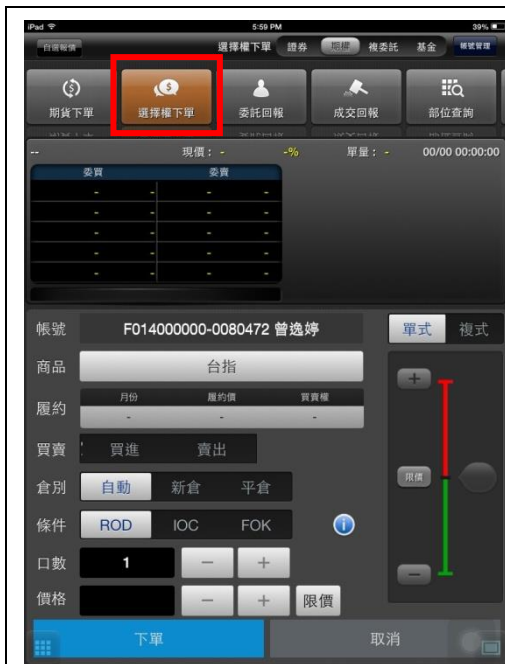 iPad 5:59 PM 39%
自選報價 選擇權下單 證券 期權 複委託 基金 帳號管理
期貨下單 選擇權下單 委託回報 成交回報 部位查詢
-- 現價： - -% 單量： - 00/00 00:00:00
委買 委賣
- - - -
- - - -
- - - -
- - - -
- - - -
帳號 F014000000-0080472 曾逸婷 單式 複式
商品 台指
履約 月份 履約價 買賣權
- - -
買賣 買進 賣出
倉別 自動 新倉 平倉 限價
條件 ROD IOC FOK i
口數 1 － ＋
價格 － ＋ 限價
下單 取消